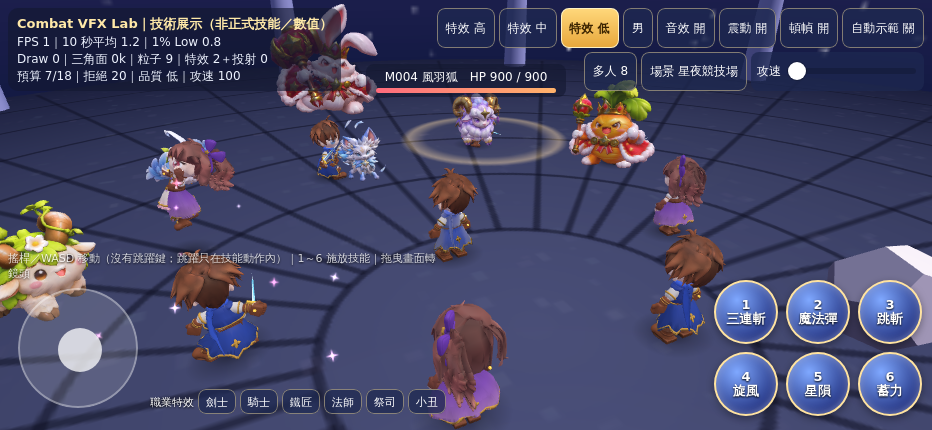 Combat VFX Lab｜技術展示（非正式技能／數值）
FPS 1｜10 秒平均 1.2｜1% Low 0.8
Draw 0｜三角面 0k｜粒子 9｜特效 2＋投射 0
預算 7/18｜拒絕 20｜品質 低｜攻速 100
特效 高
特效 中
特效 低
男
音效 開
震動 開
頓幀 開
自動示範 關
多人 8
場景 星夜競技場
攻速
M004 風羽狐 HP 900 / 900
搖桿／WASD 移動（沒有跳躍鍵；跳躍只在技能動作內）｜1～6 施放技能｜拖曳畫面轉
鏡頭
1
三連斬
2
魔法彈
3
跳斬
4
旋風
5
星隕
6
蓄力
職業特效
劍士
騎士
鐵匠
法師
祭司
小丑